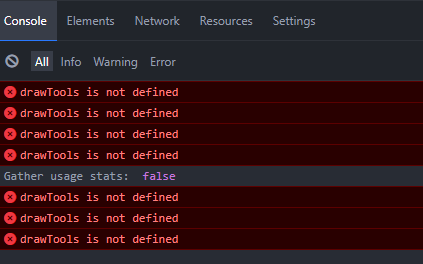 Console Elements Network Resources Settings
All Info Warning Error
drawTools is not defined
drawTools is not defined
drawTools is not defined
drawTools is not defined
Gather usage stats: false
drawTools is not defined
drawTools is not defined
drawTools is not defined